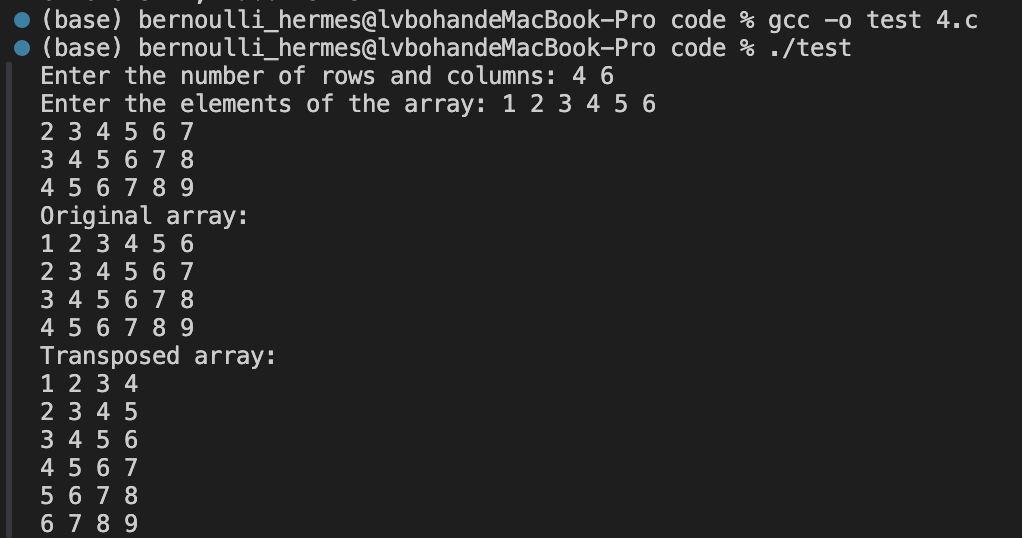 (base) bernoulli_hermes@lvbohandeMacBook-Pro code % gcc -o test 4.c
(base) bernoulli_hermes@lvbohandeMacBook-Pro code % ./test
Enter the number of rows and columns: 4 6
Enter the elements of the array: 1 2 3 4 5 6
2 3 4 5 6 7
3 4 5 6 7 8
4 5 6 7 8 9
Original array:
1 2 3 4 5 6
2 3 4 5 6 7
3 4 5 6 7 8
4 5 6 7 8 9
Transposed array:
1 2 3 4
2 3 4 5
3 4 5 6
4 5 6 7
5 6 7 8
6 7 8 9